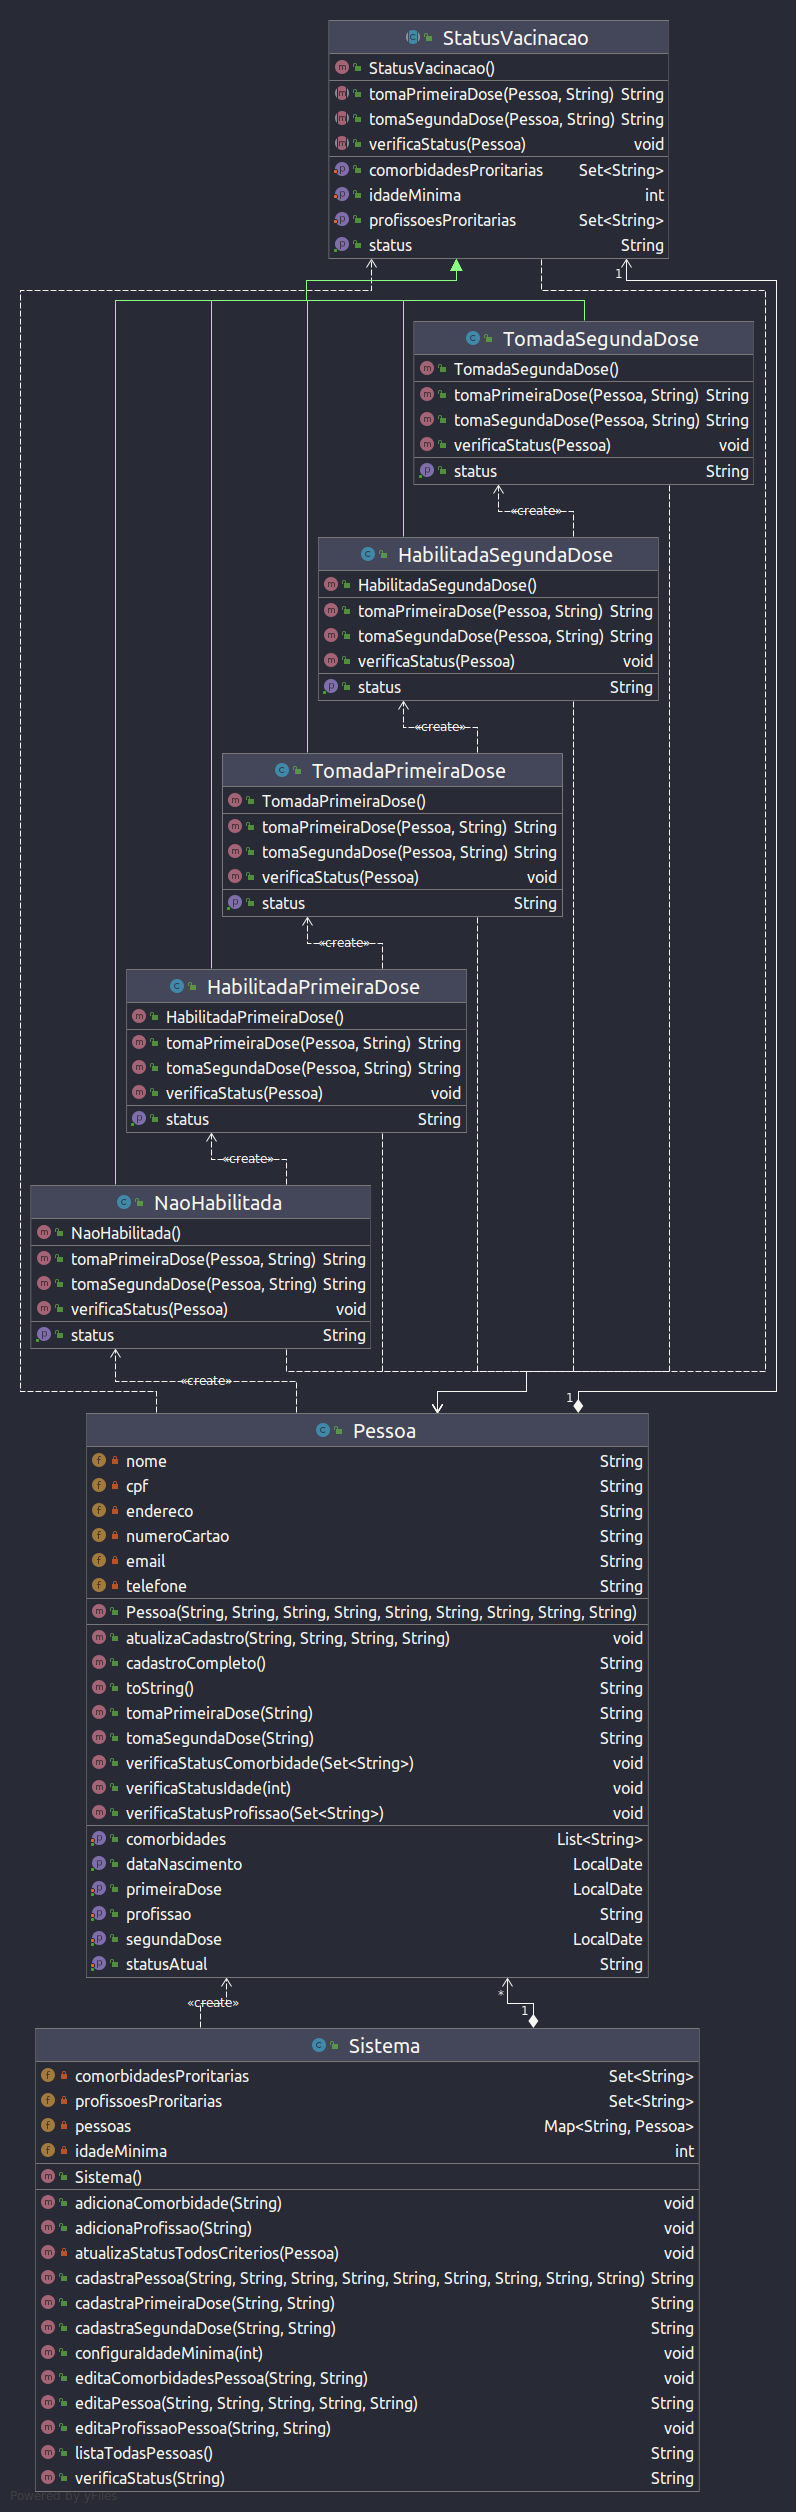 StatusVacinacao
StatusVacinacao()
tomaPrimeiraDose(Pessoa, String) String
tomaSegundaDose(Pessoa, String) String
verificaStatus(Pessoa) void
comorbidadesProritarias Set<String>
idadeMinima int
profissoesProritarias Set<String>
status String
1
TomadaSegundaDose
TomadaSegundaDose()
tomaPrimeiraDose(Pessoa, String) String
tomaSegundaDose(Pessoa, String) String
verificaStatus(Pessoa) void
status String
«create»
HabilitadaSegundaDose
HabilitadaSegundaDose()
tomaPrimeiraDose(Pessoa, String) String
tomaSegundaDose(Pessoa, String) String
verificaStatus(Pessoa) void
status String
«create»
TomadaPrimeiraDose
TomadaPrimeiraDose()
tomaPrimeiraDose(Pessoa, String) String
tomaSegundaDose(Pessoa, String) String
verificaStatus(Pessoa) void
status String
«create»
HabilitadaPrimeiraDose
HabilitadaPrimeiraDose()
tomaPrimeiraDose(Pessoa, String) String
tomaSegundaDose(Pessoa, String) String
verificaStatus(Pessoa) void
status String
«create»
NaoHabilitada
NaoHabilitada()
tomaPrimeiraDose(Pessoa, String) String
tomaSegundaDose(Pessoa, String) String
verificaStatus(Pessoa) void
status String
«create»
1
Pessoa
nome String
cpf String
endereco String
numeroCartao String
email String
telefone String
Pessoa(String, String, String, String, String, String, String, String, String)
atualizaCadastro(String, String, String, String) void
cadastroCompleto() String
toString() String
tomaPrimeiraDose(String) String
tomaSegundaDose(String) String
verificaStatusComorbidade(Set<String>) void
verificaStatusIdade(int) void
verificaStatusProfissao(Set<String>) void
comorbidades List<String>
dataNascimento LocalDate
primeiraDose LocalDate
profissao String
segundaDose LocalDate
statusAtual String
*
«create»
1
Sistema
comorbidadesProritarias Set<String>
profissoesProritarias Set<String>
pessoas Map<String, Pessoa>
idadeMinima int
Sistema()
adicionaComorbidade(String) void
adicionaProfissao(String) void
atualizaStatusTodosCriterios(Pessoa) void
cadastraPessoa(String, String, String, String, String, String, String, String, String) String
cadastraPrimeiraDose(String, String) String
cadastraSegundaDose(String, String) String
configuraIdadeMinima(int) void
editaComorbidadesPessoa(String, String) void
editaPessoa(String, String, String, String, String) String
editaProfissaoPessoa(String, String) void
listaTodasPessoas() String
verificaStatus(String) String
Powered by yFiles